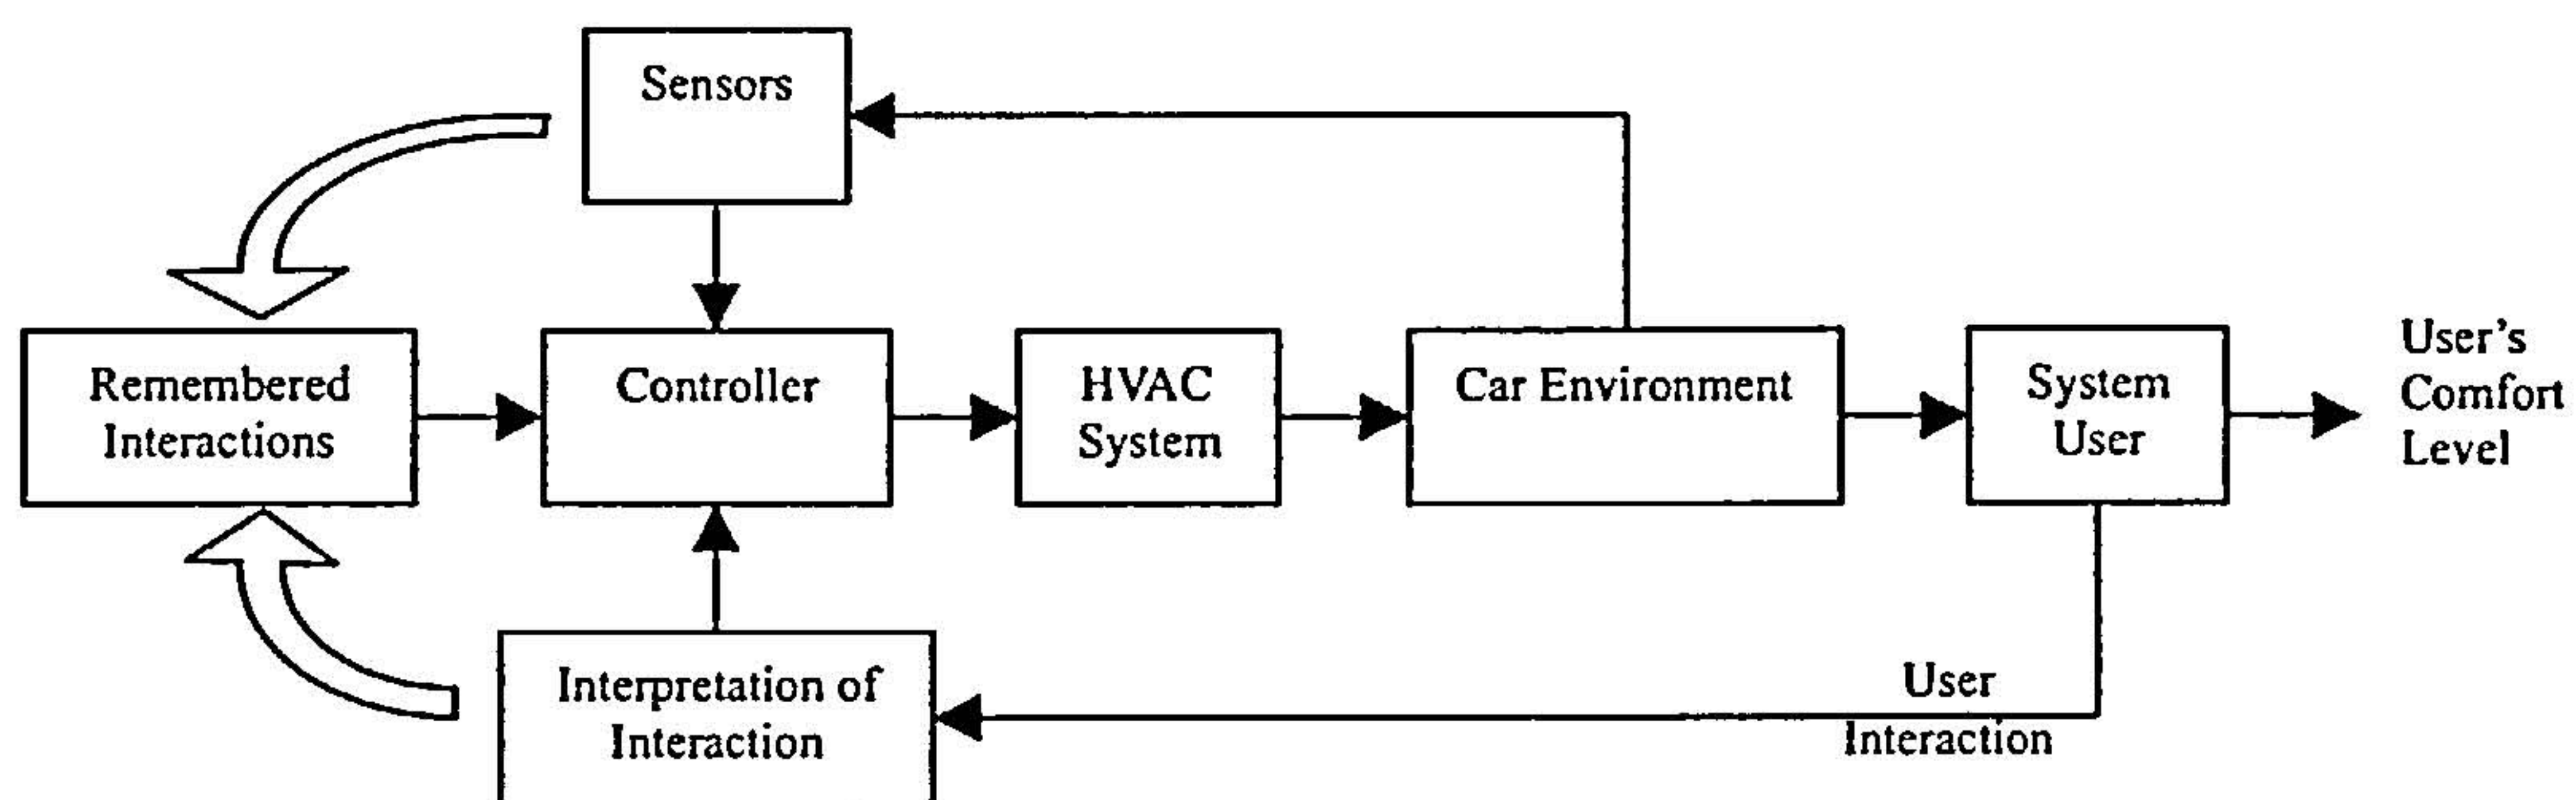 Sensors
Remembered
Interactions
Controller
HVAC
System
Car Environment
System
User
User's
Comfort
Level
Interpretation of
Interaction
User
Interaction